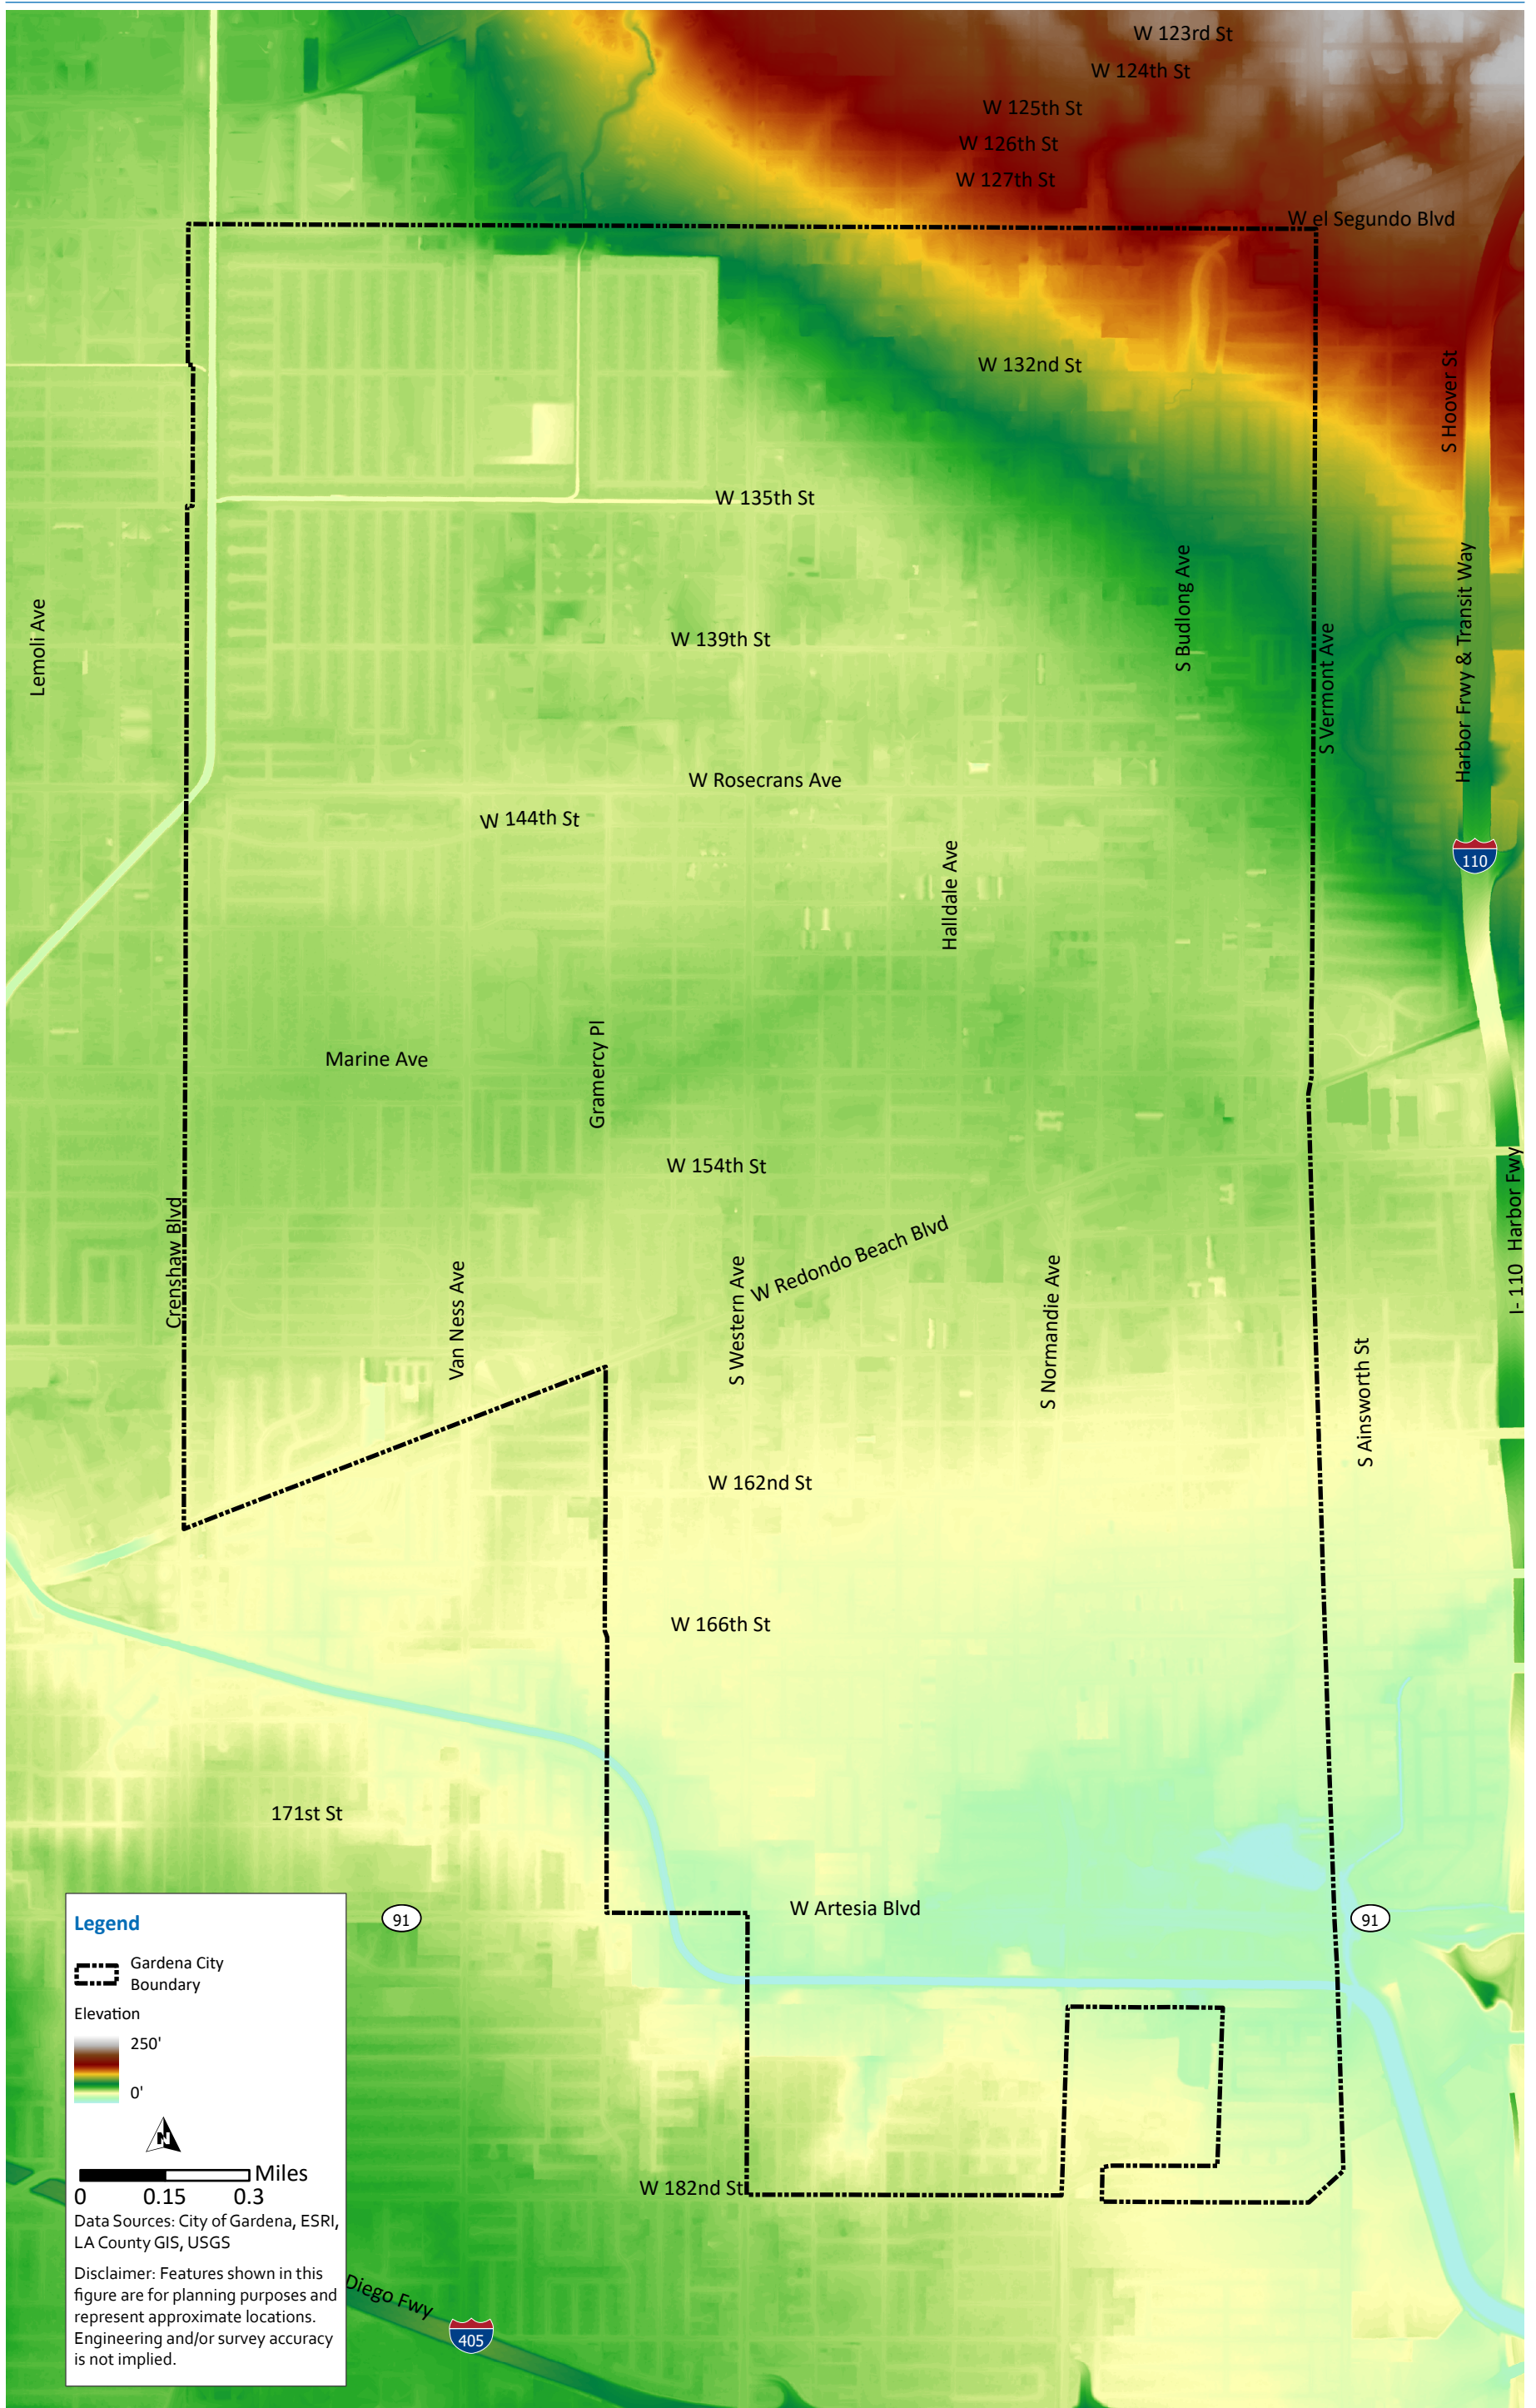 W 123rd St
W 124th St
W 125th St
W 126th St
W 127th St
W el Segundo Blvd
W 132nd St
S Hoover St
W 135th St
S Budlong Ave
Harbor Frwy & Transit Way
Lemoli Ave
W 139th St
S Vermont Ave
W Rosecrans Ave
W 144th St
110
Halldale Ave
Marine Ave
Gramercy Pl
W 154th St
I- 110 Harbor Fwy
Crenshaw Blvd
W Redondo Beach Blvd
Van Ness Ave
S Western Ave
S Normandie Ave
S Ainsworth St
W 162nd St
W 166th St
171st St
W Artesia Blvd
91
91
W 182nd St
Diego Fwy
405
Legend
Gardena City
Boundary
Elevation
250'
0'
N
Miles
0 0.15 0.3
Data Sources: City of Gardena, ESRI,
LA County GIS, USGS
Disclaimer: Features shown in this
figure are for planning purposes and
represent approximate locations.
Engineering and/or survey accuracy
is not implied.